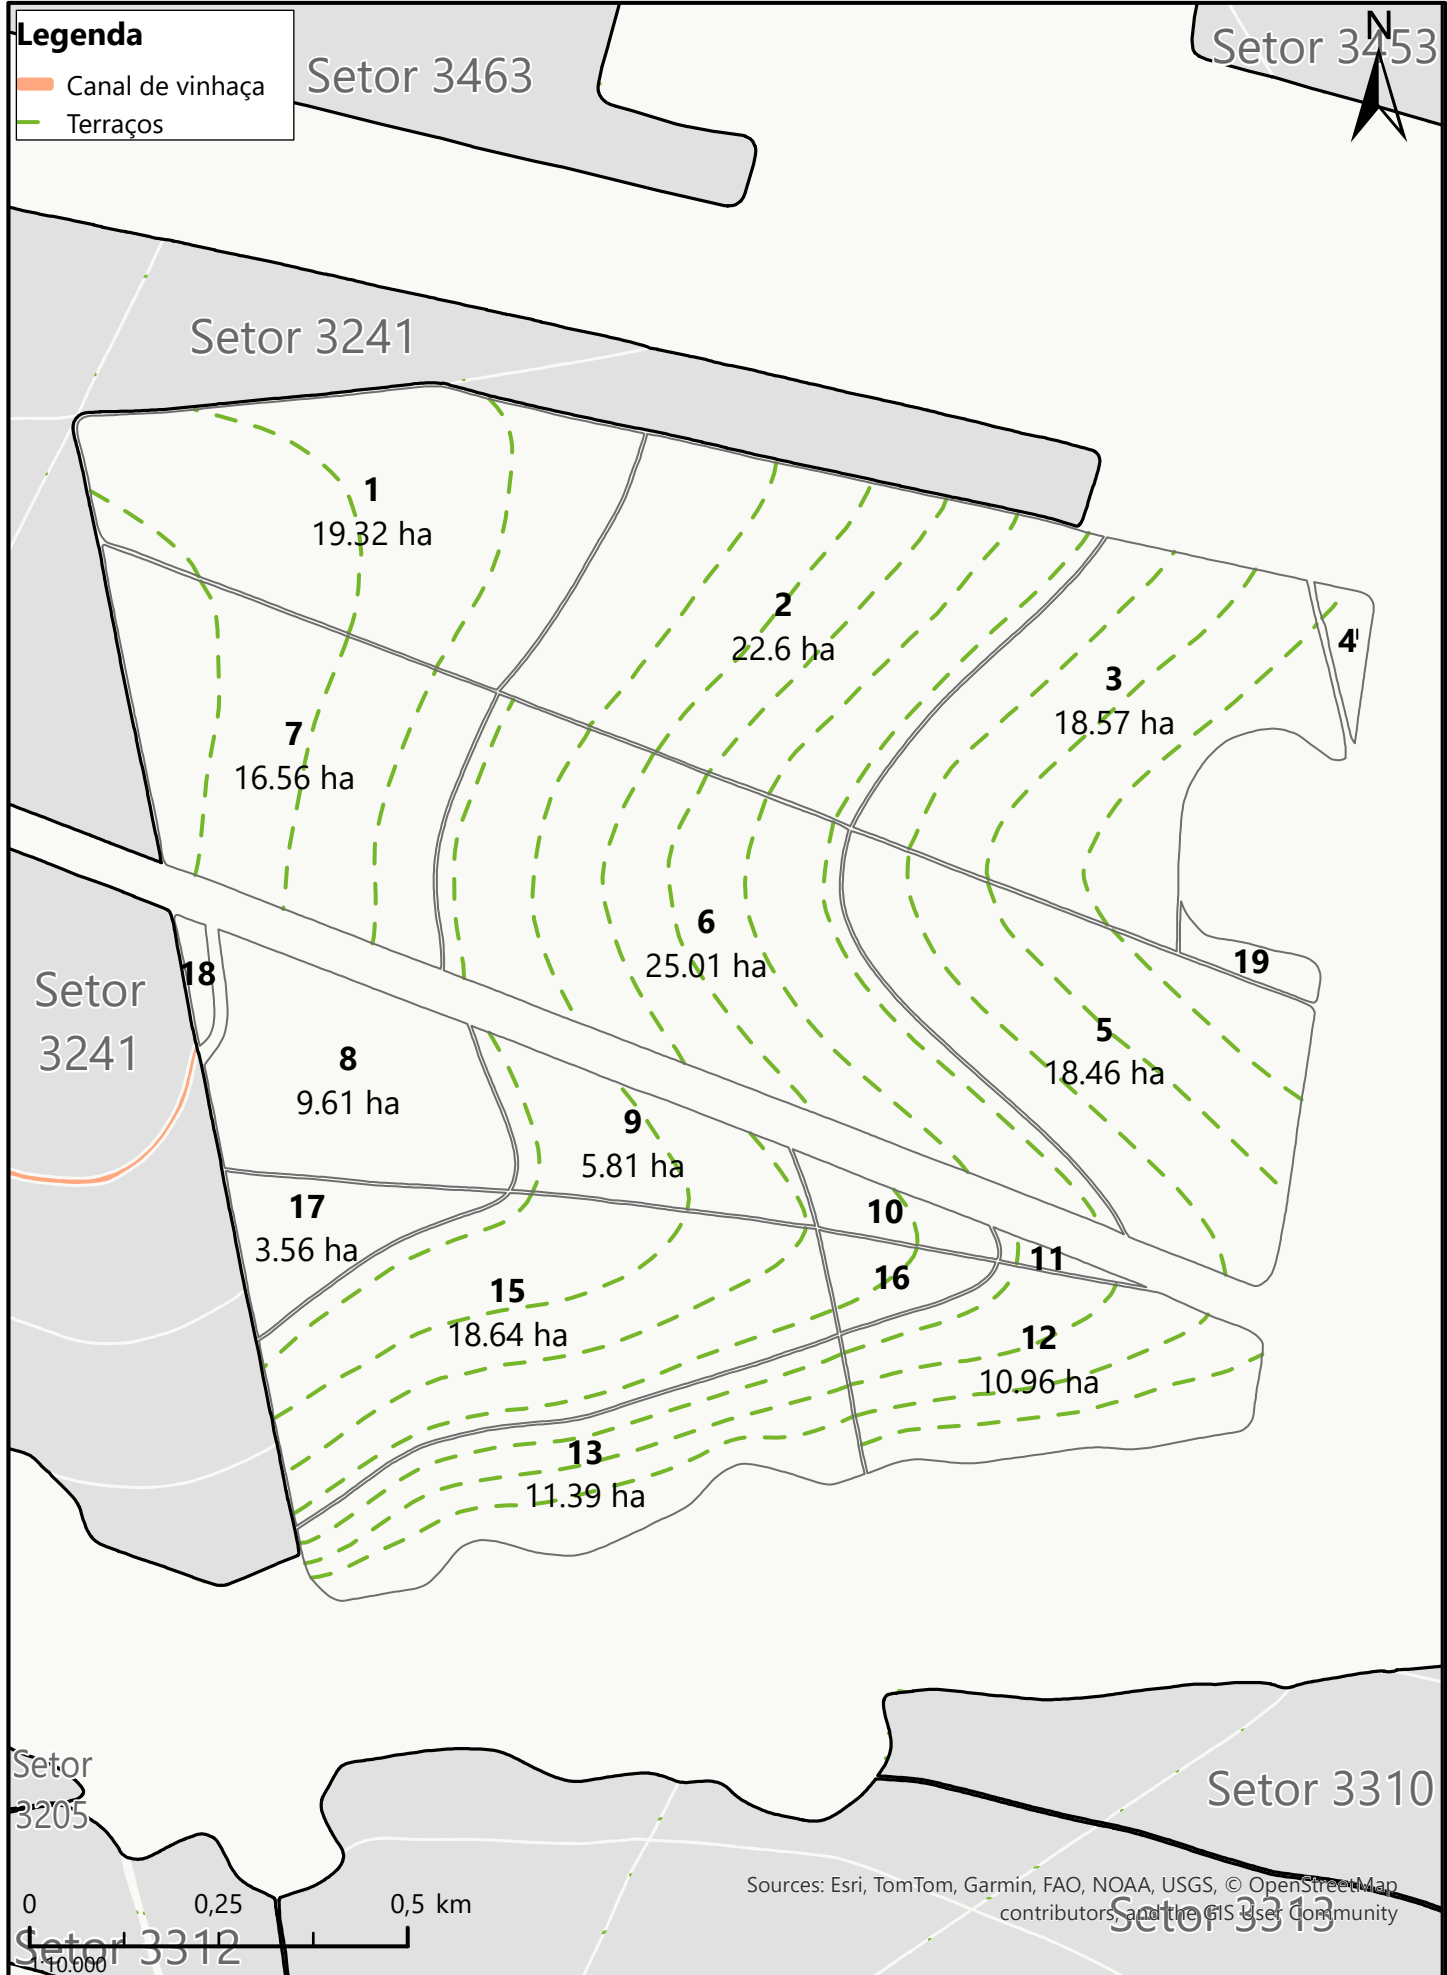 Legenda
Canal de vinhaça
Terraços
Setor 3463
Setor 3453
N
Setor 3241
1
19.32 ha
2
22.6 ha
3
18.57 ha
4
7
16.56 ha
6
25.01 ha
19
18
Setor
3241
5
18.46 ha
8
9.61 ha
9
5.81 ha
17
3.56 ha
10
11
16
15
18.64 ha
12
10.96 ha
13
11.39 ha
Setor
3205
Setor 3310
Sources: Esri, TomTom, Garmin, FAO, NOAA, USGS, © OpenStreetMap
contributors, and the GIS User Community
Setor 3313
0 0,25 0,5 km
Setor 3312
1:10.000